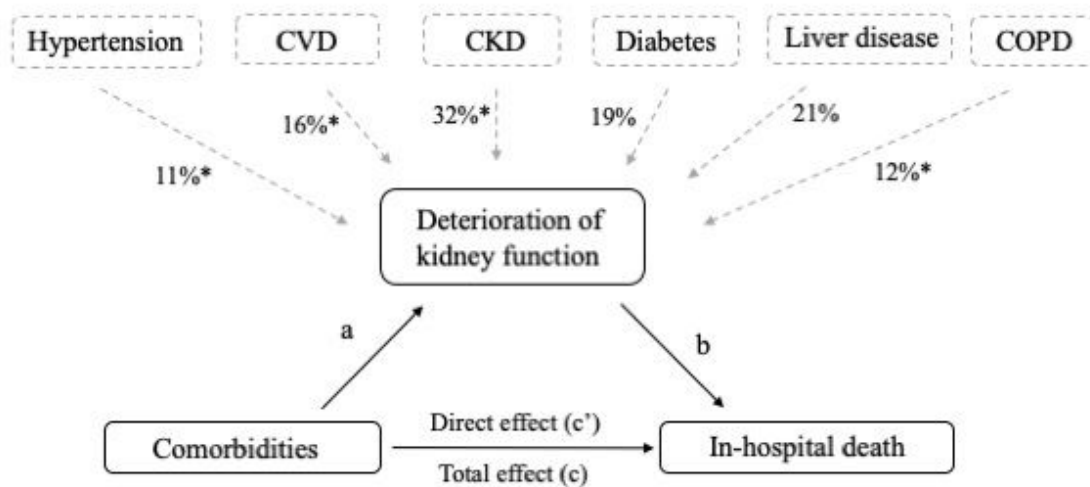 Hypertension
CVD
CKD
Diabetes
Liver disease
COPD
11%*
16%*
32%*
19%
21%
12%*
Deterioration of
kidney function
a
b
Comorbidities
Direct effect (c’)
Total effect (c)
In-hospital death